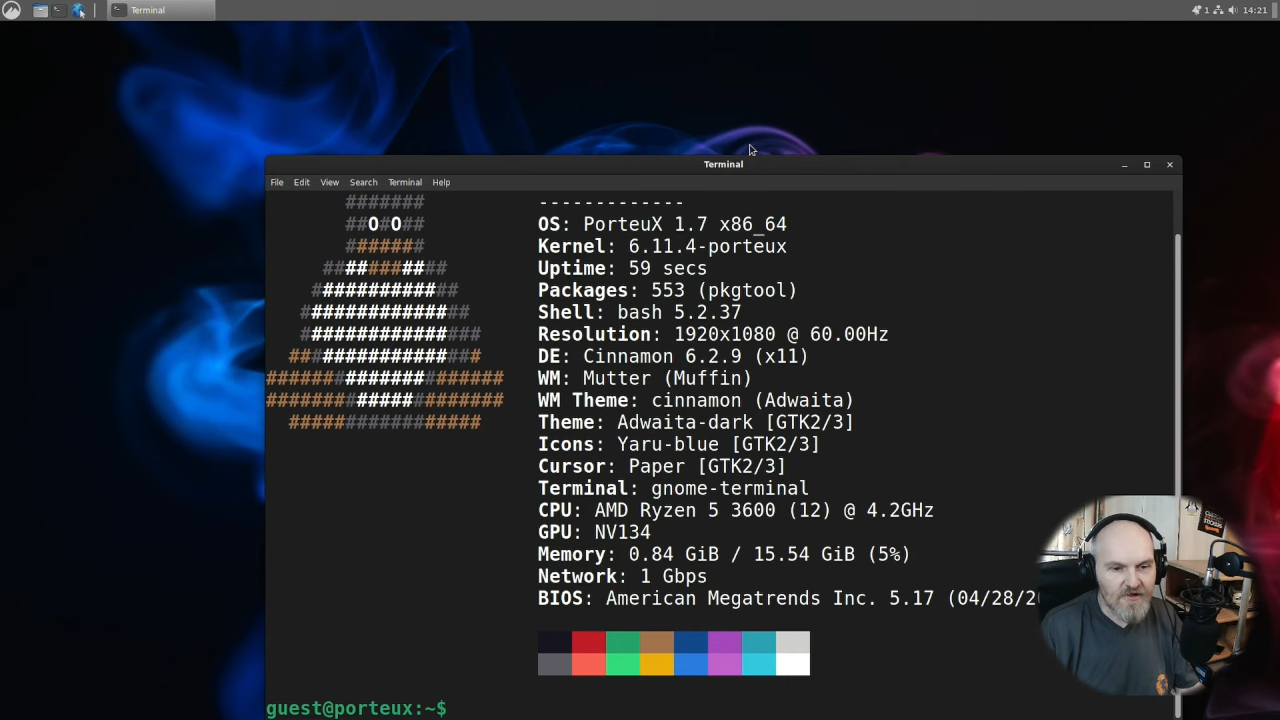 Terminal
1
14:21
Terminal
File Edit View Search Terminal Help
#######
##O#O##
#######
###########
#############
###############
################
#################
#####################
#####################
#################
-------------
OS: PorteuX 1.7 x86_64
Kernel: 6.11.4-porteux
Uptime: 59 secs
Packages: 553 (pkgtool)
Shell: bash 5.2.37
Resolution: 1920x1080 @ 60.00Hz
DE: Cinnamon 6.2.9 (x11)
WM: Mutter (Muffin)
WM Theme: cinnamon (Adwaita)
Theme: Adwaita-dark [GTK2/3]
Icons: Yaru-blue [GTK2/3]
Cursor: Paper [GTK2/3]
Terminal: gnome-terminal
CPU: AMD Ryzen 5 3600 (12) @ 4.2GHz
GPU: NV134
Memory: 0.84 GiB / 15.54 GiB (5%)
Network: 1 Gbps
BIOS: American Megatrends Inc. 5.17 (04/28/2
guest@porteux:~$